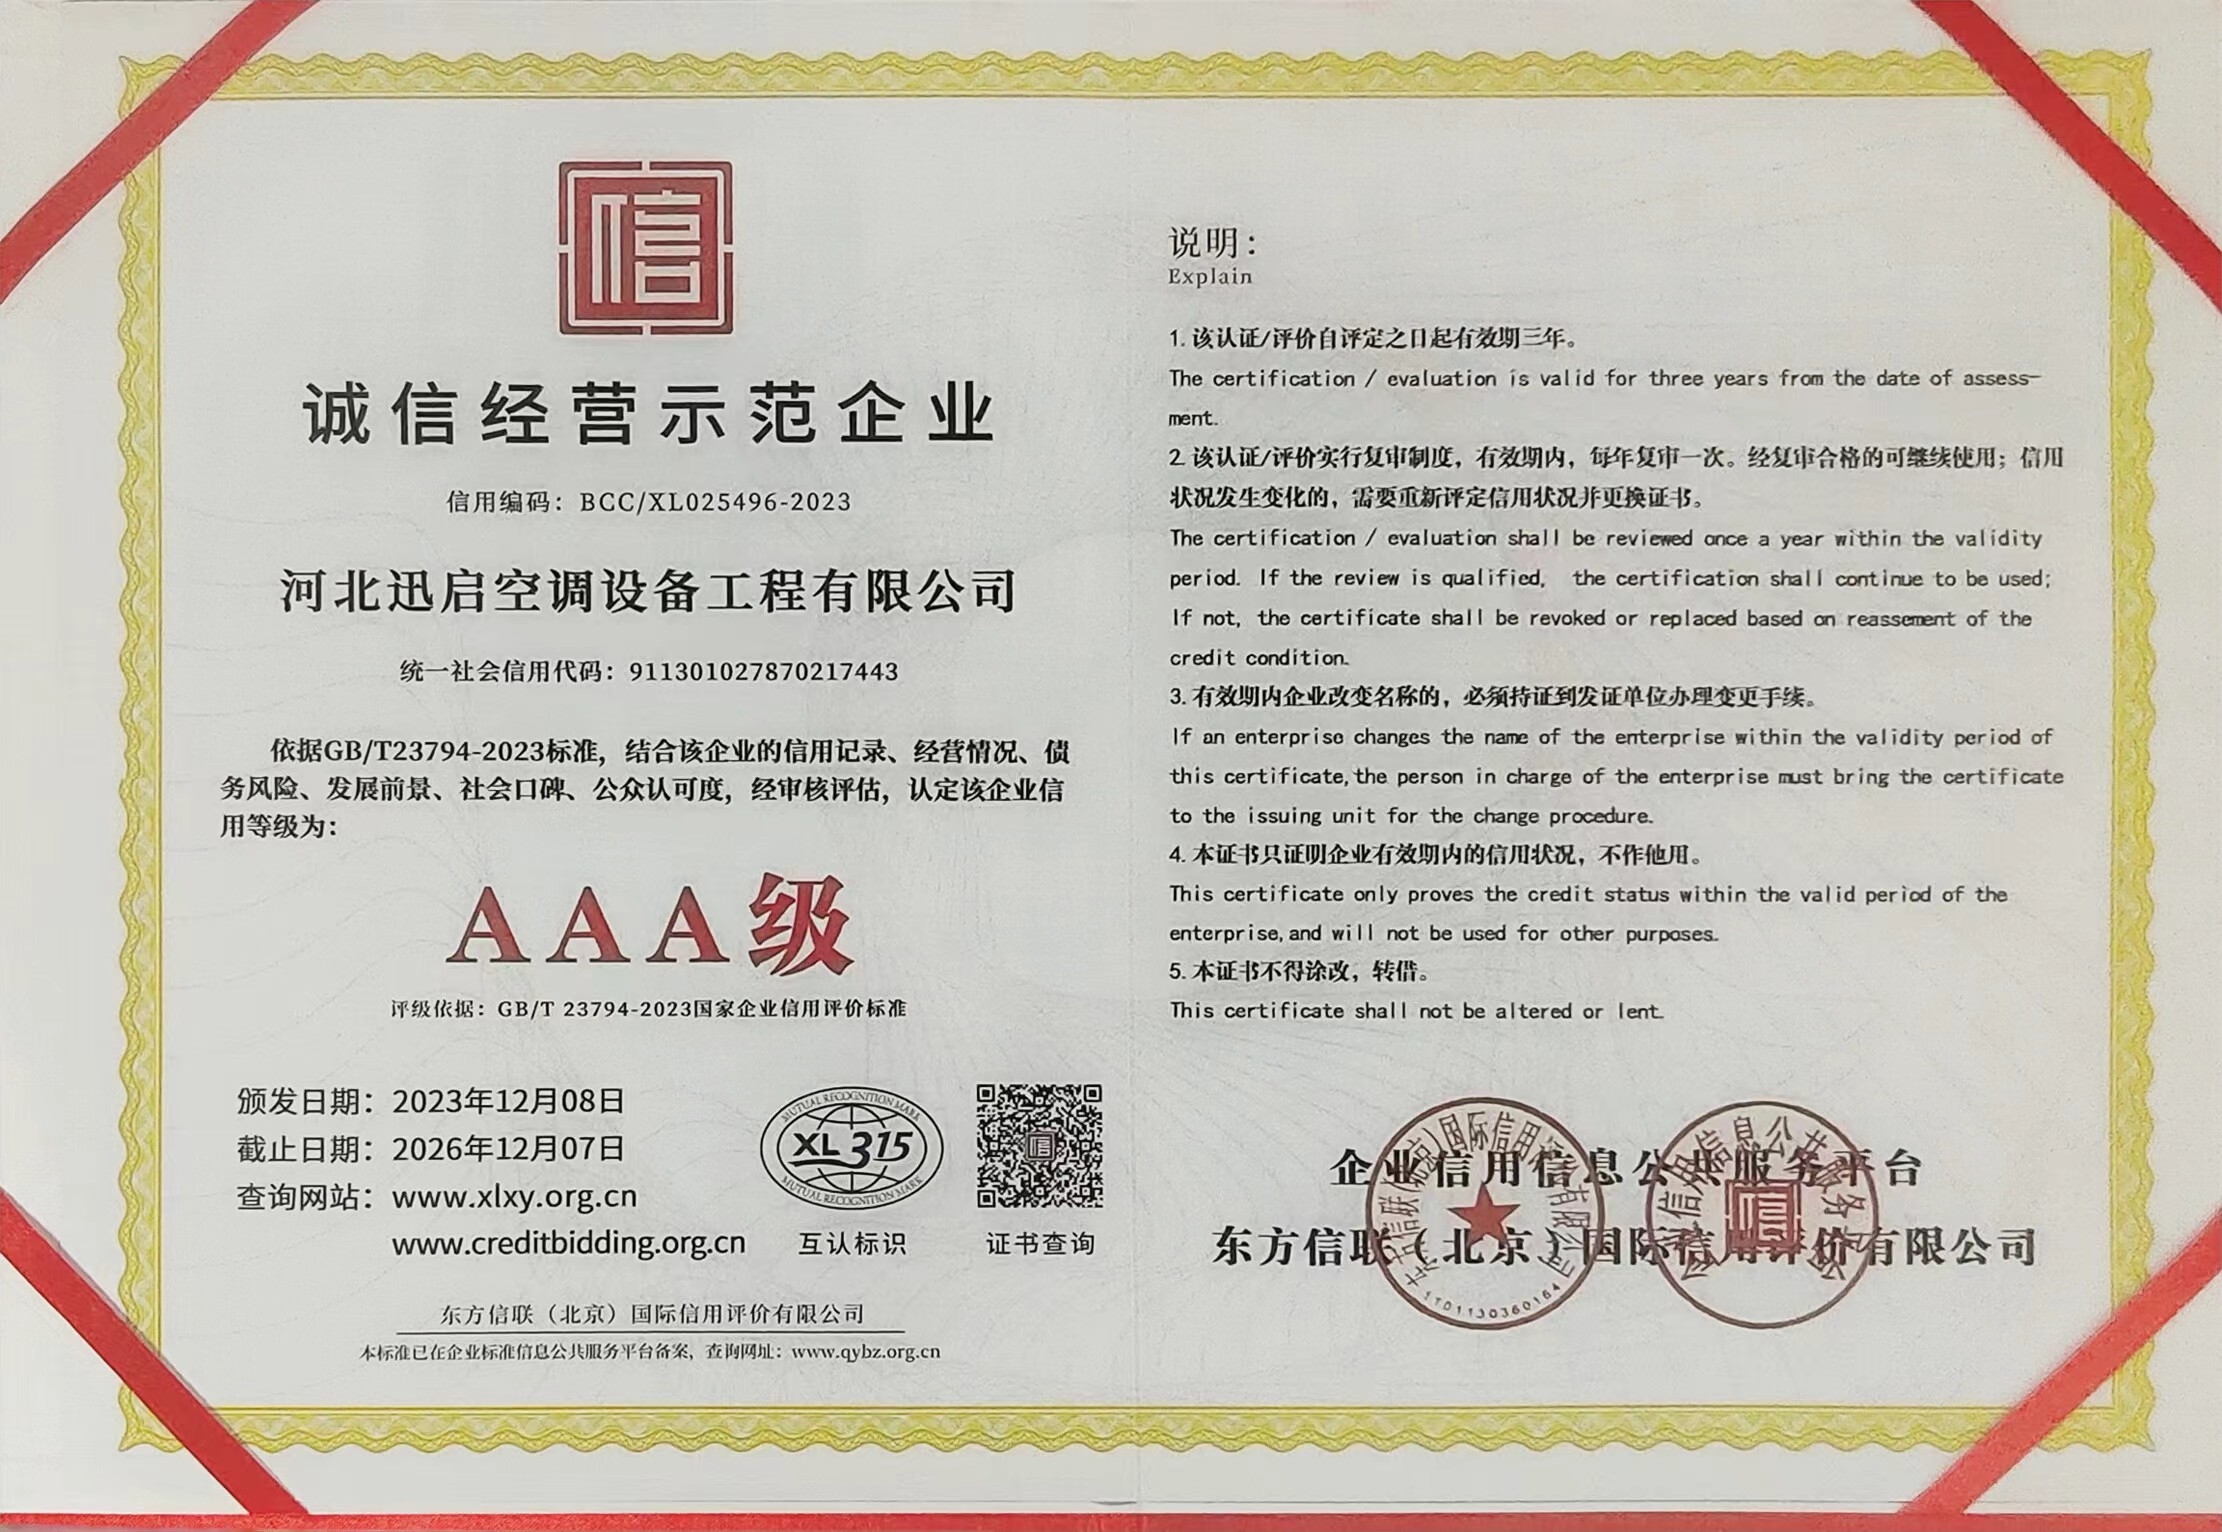 信
诚信经营示范企业
信用编码：BCC/XL025496-2023
河北迅启空调设备工程有限公司
统一社会信用代码：911301027870217443
依据GB/T23794-2023标准，结合该企业的信用记录、经营情况、债
务风险、发展前景、社会口碑、公众认可度，经审核评估，认定该企业信
用等级为：
AAA级
评级依据：GB/T 23794-2023国家企业信用评价标准
颁发日期：2023年12月08日
截止日期：2026年12月07日
查询网站：www.xlxy.org.cn
www.creditbidding.org.cn
MUTUAL RECOGNITION MARK
XL315
MUTUAL RECOGNITION MARK
互认标识
证书查询
东方信联（北京）国际信用评价有限公司
本标准已在企业标准信息公共服务平台备案，查询网址：www.qybz.org.cn
说明：
Explain
1.该认证/评价自评定之日起有效期三年。
The certification / evaluation is valid for three years from the date of assess-
ment.
2.该认证/评价实行复审制度，有效期内，每年复审一次。经复审合格的可继续使用；信用
状况发生变化的，需要重新评定信用状况并更换证书。
The certification / evaluation shall be reviewed once a year within the validity
period. If the review is qualified, the certification shall continue to be used;
If not, the certificate shall be revoked or replaced based on reassement of the
credit condition.
3.有效期内企业改变名称的，必须持证到发证单位办理变更手续。
If an enterprise changes the name of the enterprise within the validity period of
this certificate,the person in charge of the enterprise must bring the certificate
to the issuing unit for the change procedure.
4.本证书只证明企业有效期内的信用状况，不作他用。
This certificate only proves the credit status within the valid period of the
enterprise,and will not be used for other purposes.
5.本证书不得涂改，转借。
This certificate shall not be altered or lent.
企业信用信息公共服务平台
东方信联（北京）国际信用评价有限公司
东方信联(北京)国际信用评价有限公司
1101130360164
信